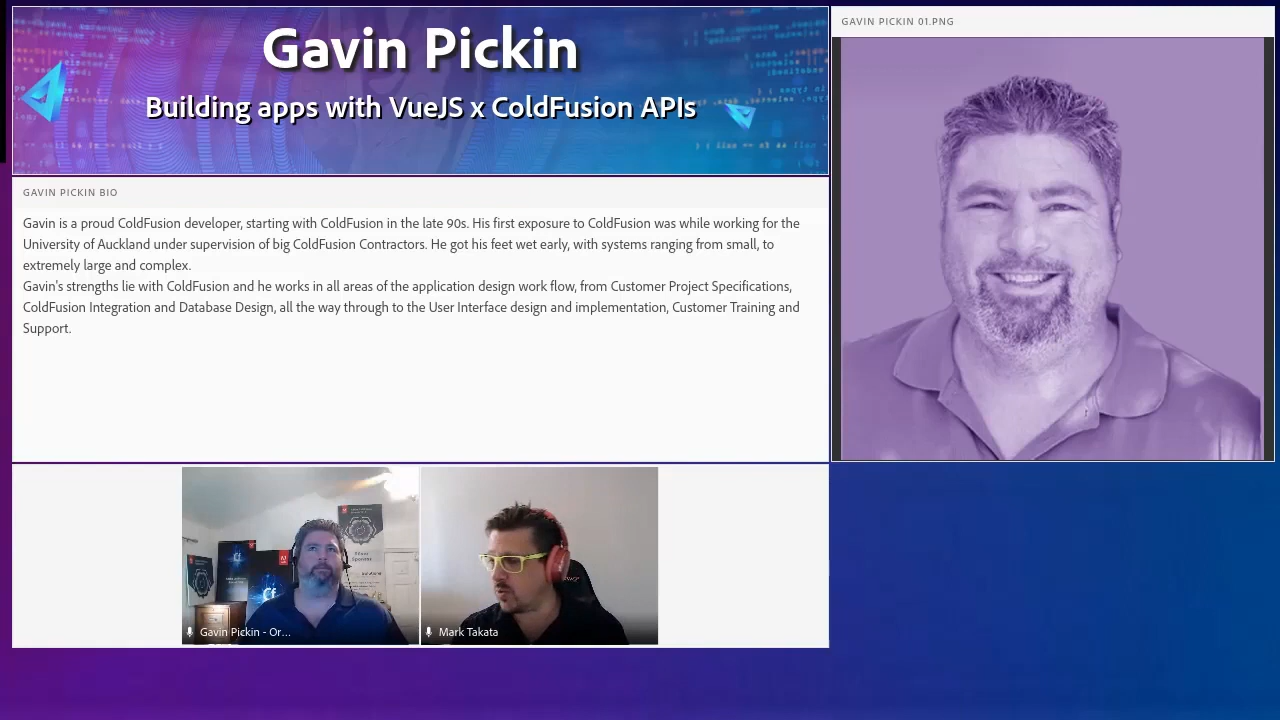 Gavin Pickin
Building apps with VueJS x ColdFusion APIs
GAVIN PICKIN 01.PNG
GAVIN PICKIN BIO
Gavin is a proud ColdFusion developer, starting with ColdFusion in the late 90s. His first exposure to ColdFusion was while working for the
University of Auckland under supervision of big ColdFusion Contractors. He got his feet wet early, with systems ranging from small, to
extremely large and complex.
Gavin's strengths lie with ColdFusion and he works in all areas of the application design work flow, from Customer Project Specifications,
ColdFusion Integration and Database Design, all the way through to the User Interface design and implementation, Customer Training and
Support.
Cf
Cf
Gavin Pickin - Or...
Mark Takata